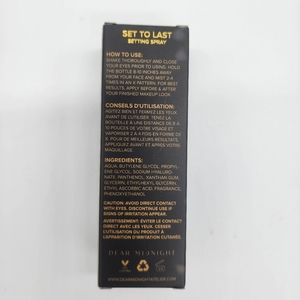 SET TO LAST
SETTING SPRAY
HOW TO USE:
SHAKE THOROUGHLY AND CLOSE
YOUR EYES PRIOR TO USING. HOLD
THE BOTTLE 8-10 INCHES AWAY
FROM YOUR FACE AND MIST 2-4
TIMES IN AN X PATTERN. FOR BEST
RESULTS, APPLY BEFORE & AFTER
YOUR FINISHED MAKEUP LOOK.
CONSEILS D'UTILISATION:
AGITEZ BIEN ET FERMEZ LES YEUX
AVANT DE L'UTILISER. TENEZ LA
BOUTEILLE À UNE DISTANCE DE 8 À
10 POUCES DE VOTRE VISAGE ET
VAPORISER 2 À 4 FOIS EN FORME DE
X. POUR DE MEILLEURS RÉSULTATS,
APPLIQUEZ AVANT ET APRÈS VOTRE
MAQUILLAGE
INGREDIENTS:
AQUA, BUTYLENE GLYCOL, PROPYL-
ENE GLYCOL, SODIUM HYALURO-
NATE, PANTHENOL, XANTHAN GUM,
GLYCERIN, ETHYLHEXYL GLYCERIN,
ETHYL ASCORBIC ACID, FRAGRANCE,
PHENOXYETHANOL
CAUTION: AVOID DIRECT CONTACT
WITH EYES. DISCONTINUE USE IF
SIGNS OF IRRITATION APPEAR.
AVERTISSEMENT: ÉVITER LE CONTACT
DIRECT AVEC LES YEUX. CESSER
L'UTILISATION DU PRODUIT À
L'APPARITION D'IRRITATION CUTANÉE.
DEAR MIDNIGHT